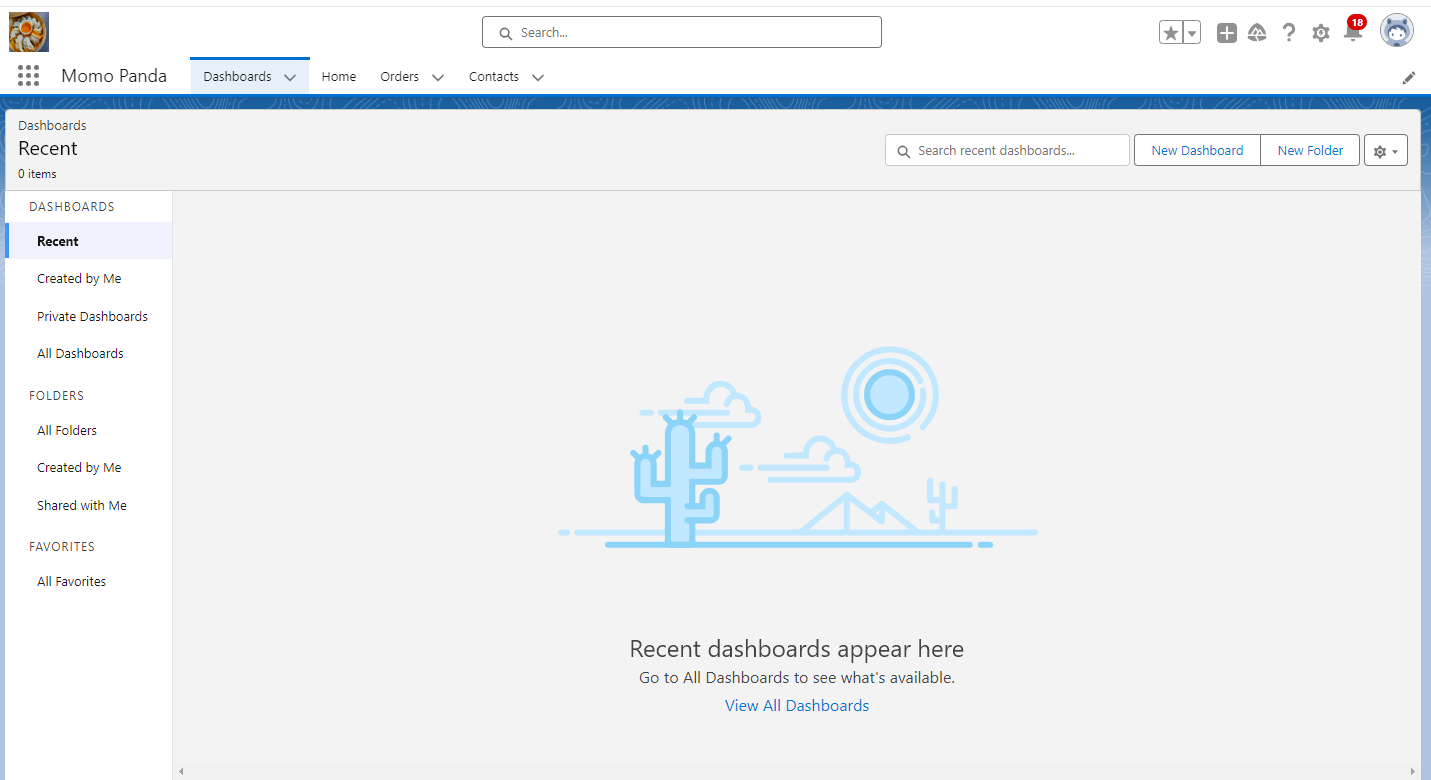 Search...
18
Momo Panda
Dashboards
Home
Orders
Contacts
Dashboards
Recent
0 items
Search recent dashboards...
New Dashboard
New Folder
DASHBOARDS
Recent
Created by Me
Private Dashboards
All Dashboards
FOLDERS
All Folders
Created by Me
Shared with Me
FAVORITES
All Favorites
Recent dashboards appear here
Go to All Dashboards to see what's available.
View All Dashboards